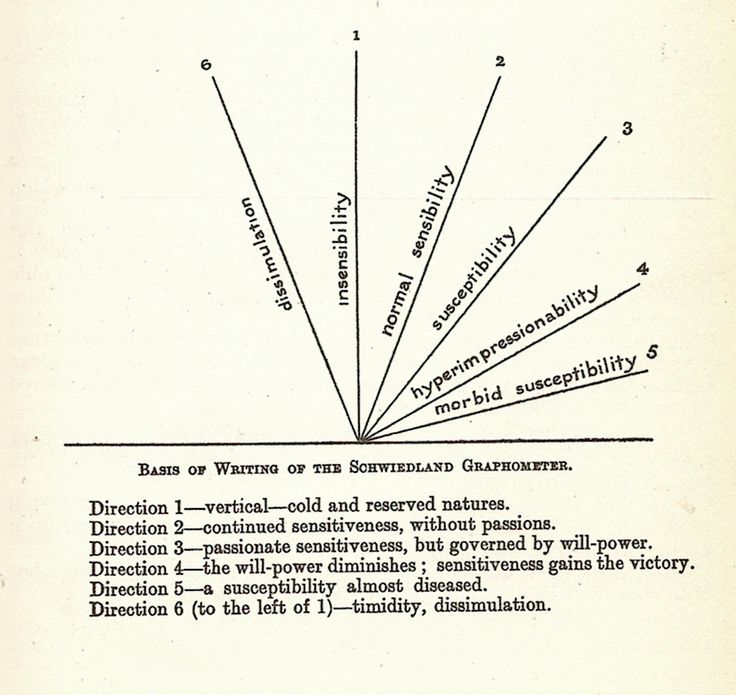 1
6
2
3
dissimulation
insensibility
normal sensibility
susceptibility
4
hyperimpressionability
5
morbid susceptibility
Basis of Writing of the Schwiedland Graphometer.
Direction 1—vertical—cold and reserved natures.
Direction 2—continued sensitiveness, without passions.
Direction 3—passionate sensitiveness, but governed by will-power.
Direction 4—the will-power diminishes; sensitiveness gains the victory.
Direction 5—a susceptibility almost diseased.
Direction 6 (to the left of 1)—timidity, dissimulation.